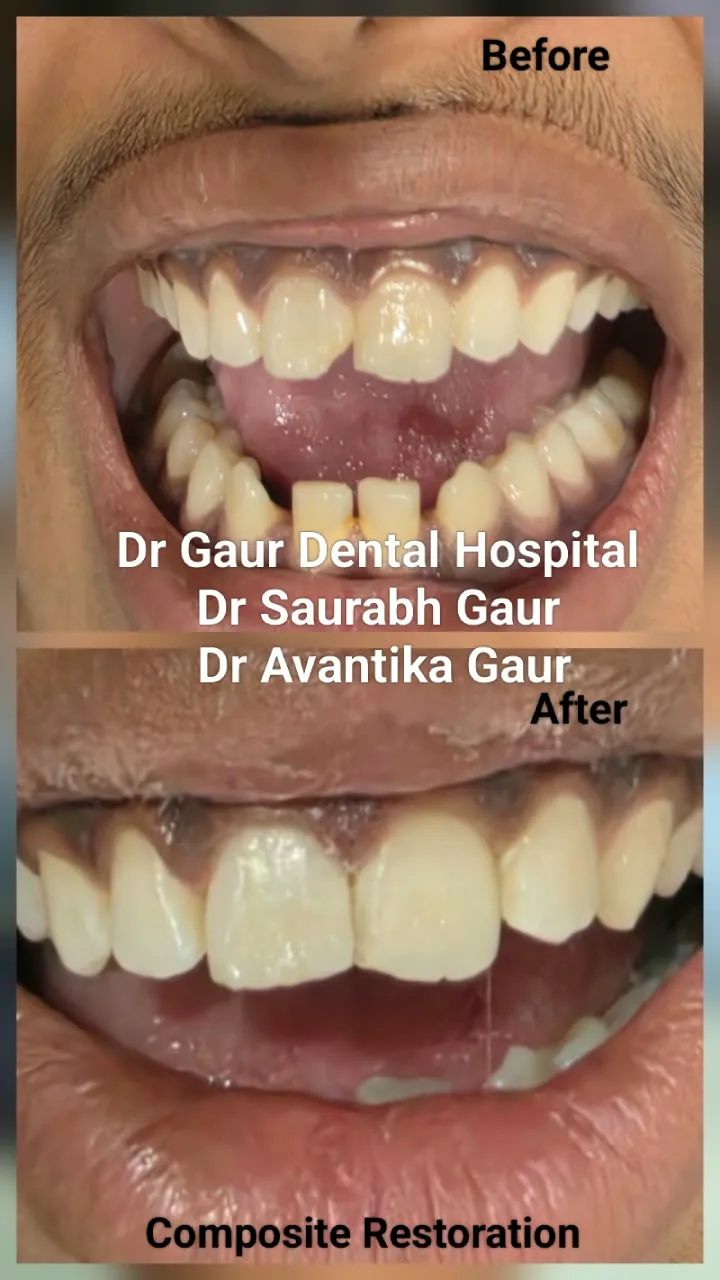 Before
Dr Gaur Dental Hospital
Dr Saurabh Gaur
Dr Avantika Gaur
After
Composite Restoration